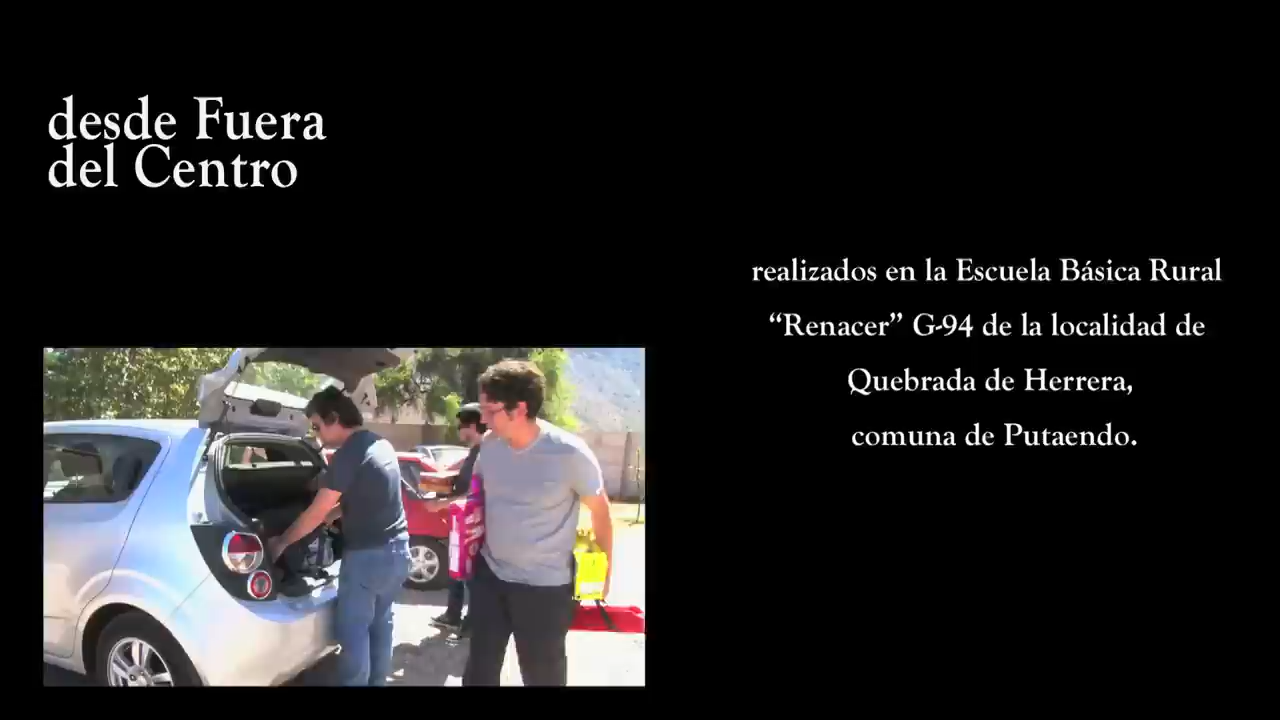 desde Fuera
del Centro
realizados en la Escuela Básica Rural
“Renacer” G-94 de la localidad de
Quebrada de Herrera,
comuna de Putaendo.